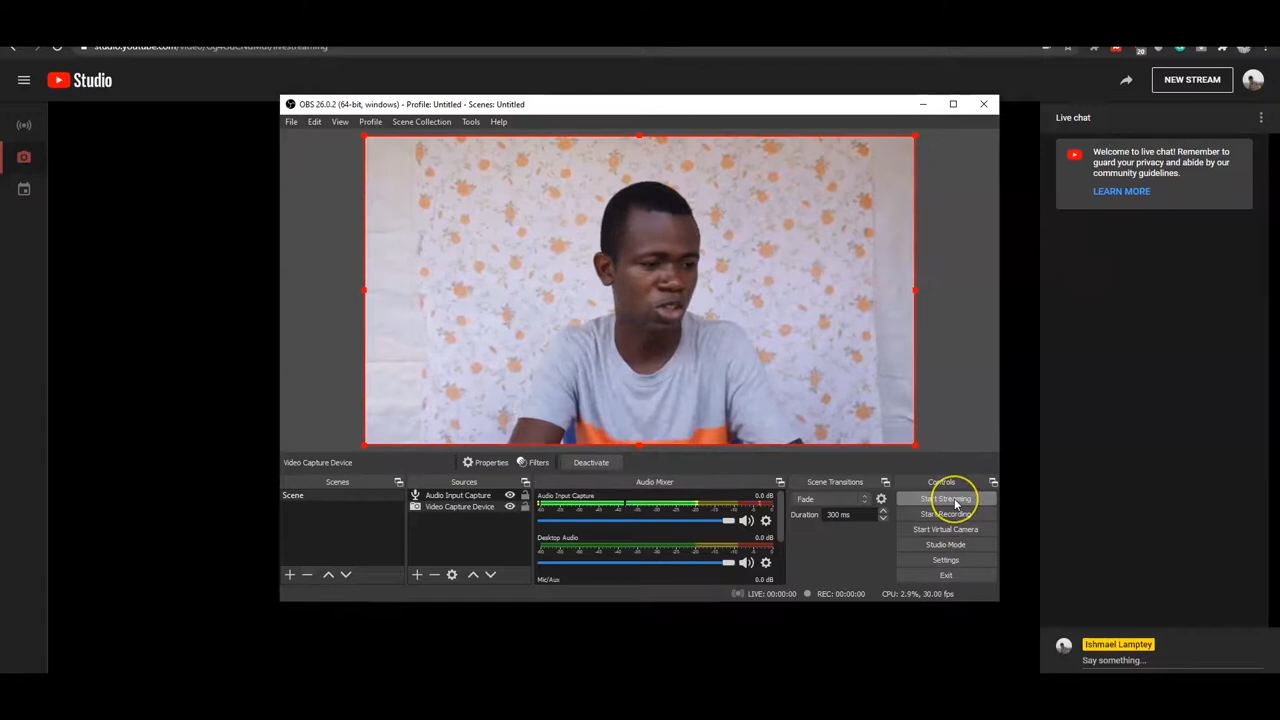 Studio
NEW STREAM
OBS 26.0.2 (64-bit, windows) - Profile: Untitled - Scenes: Untitled
File Edit View Profile Scene Collection Tools Help
Live chat
Welcome to live chat! Remember to
guard your privacy and abide by our
community guidelines.
LEARN MORE
Video Capture Device Properties Filters Deactivate
Scenes Sources Audio Mixer Scene Transitions Controls
Scene
Audio Input Capture
Video Capture Device
Audio Input Capture 0.0 dB
Desktop Audio 0.0 dB
Mic/Aux 0.0 dB
Fade
Duration 300 ms
Start Streaming
Start Recording
Start Virtual Camera
Studio Mode
Settings
Exit
LIVE: 00:00:00 REC: 00:00:00 CPU: 2.9%, 30.00 fps
Ishmael Lamptey
Say something...